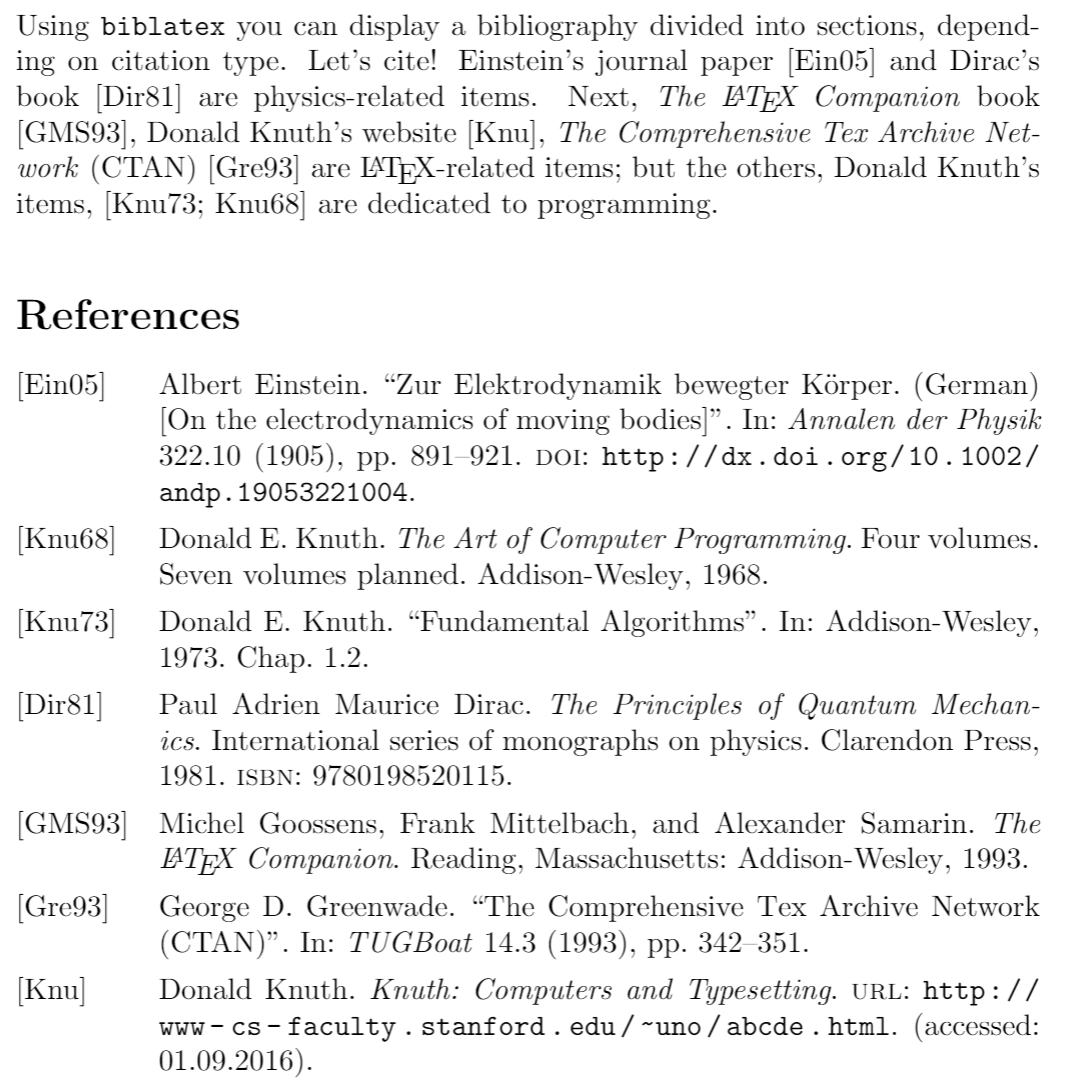 Using biblatex you can display a bibliography divided into sections, depend-
ing on citation type. Let's cite! Einstein's journal paper [Ein05] and Dirac's
book [Dir81] are physics-related items. Next, The LATEX Companion book
[GMS93], Donald Knuth's website [Knu], The Comprehensive Tex Archive Net-
work (CTAN) [Gre93] are LATEX-related items; but the others, Donald Knuth's
items, [Knu73; Knu68] are dedicated to programming.
References
[Ein05] Albert Einstein. “Zur Elektrodynamik bewegter Körper. (German)
[On the electrodynamics of moving bodies]”. In: Annalen der Physik
322.10 (1905), pp. 891–921. DOI: http://dx.doi.org/10.1002/
andp.19053221004.
[Knu68] Donald E. Knuth. The Art of Computer Programming. Four volumes.
Seven volumes planned. Addison-Wesley, 1968.
[Knu73] Donald E. Knuth. “Fundamental Algorithms”. In: Addison-Wesley,
1973. Chap. 1.2.
[Dir81] Paul Adrien Maurice Dirac. The Principles of Quantum Mechan-
ics. International series of monographs on physics. Clarendon Press,
1981. ISBN: 9780198520115.
[GMS93] Michel Goossens, Frank Mittelbach, and Alexander Samarin. The
LATEX Companion. Reading, Massachusetts: Addison-Wesley, 1993.
[Gre93] George D. Greenwade. “The Comprehensive Tex Archive Network
(CTAN)”. In: TUGBoat 14.3 (1993), pp. 342–351.
[Knu] Donald Knuth. Knuth: Computers and Typesetting. URL: http://
www-cs-faculty.stanford.edu/~uno/abcde.html. (accessed:
01.09.2016).